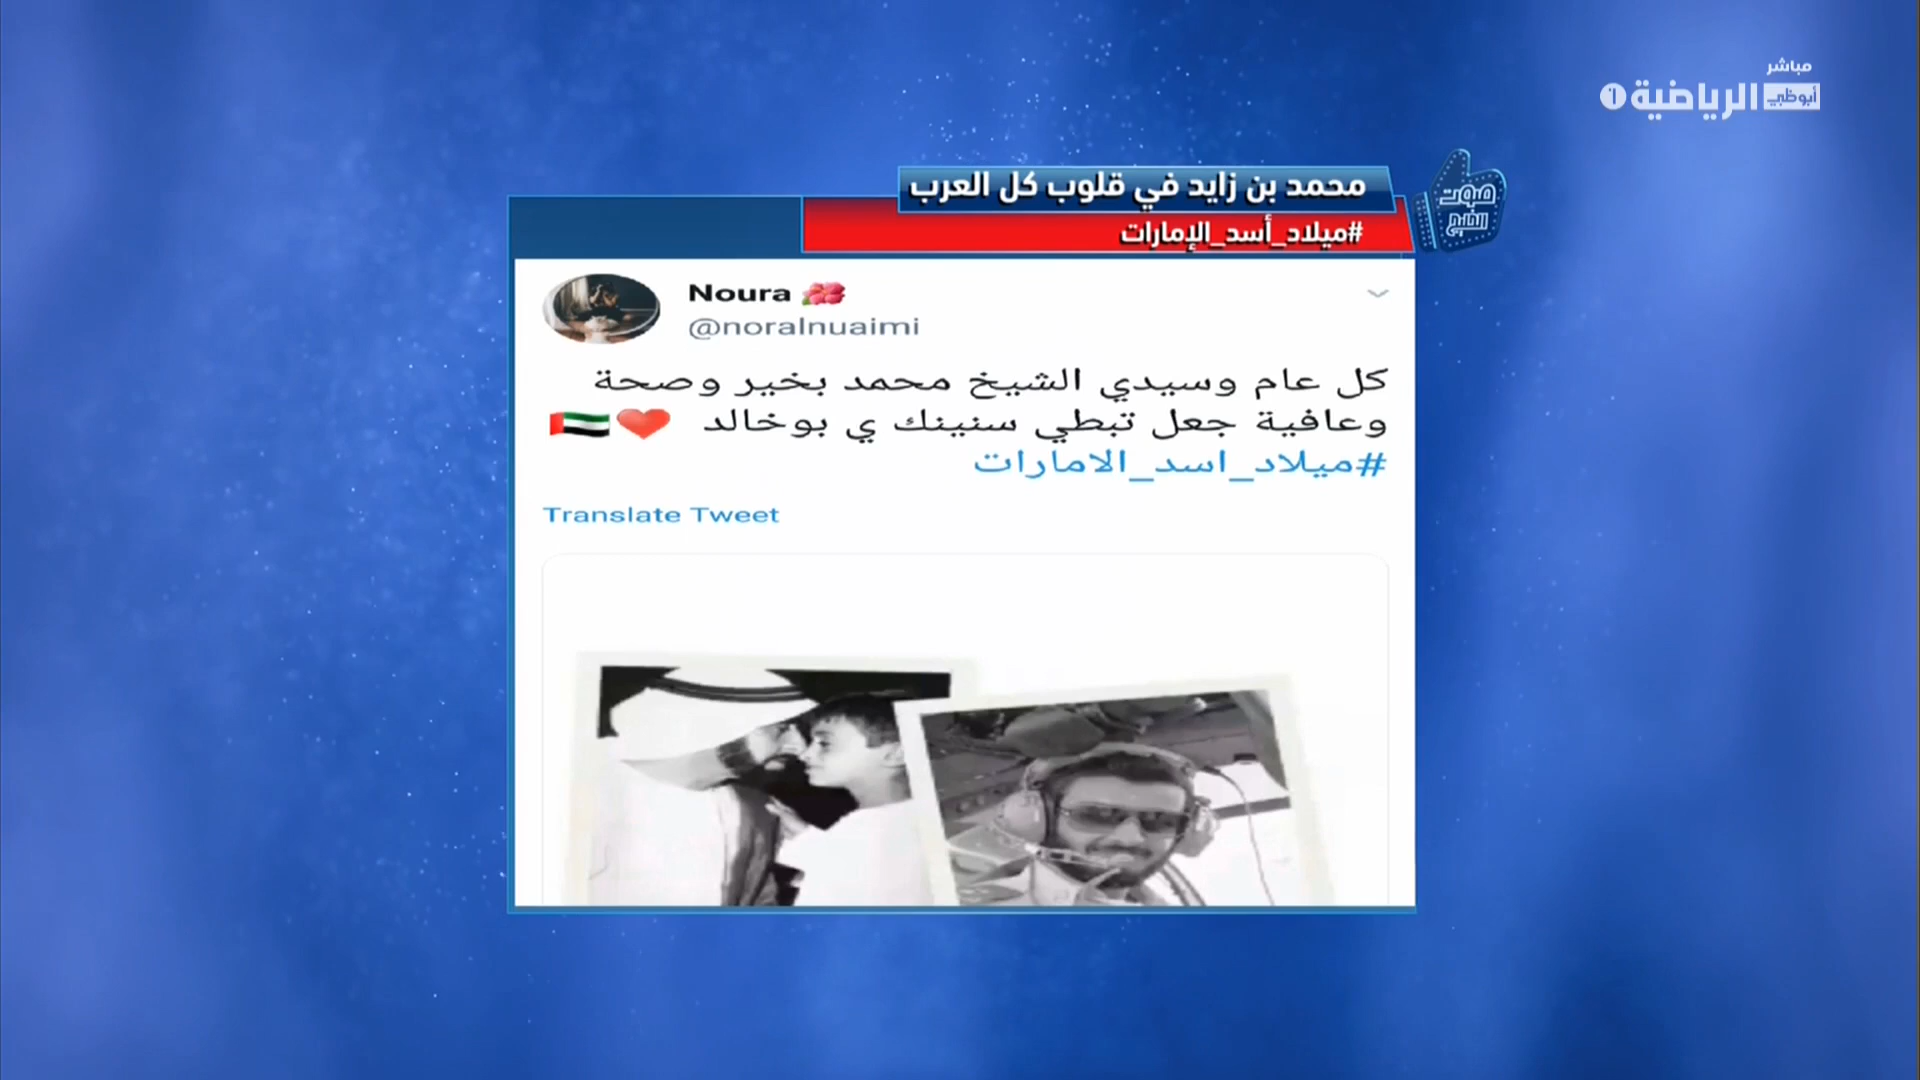 مباشر
أبوظبي الرياضية 1
محمد بن زايد في قلوب كل العرب
#ميلاد_أسد_الإمارات
صوت
الخليج
Noura 🌺
@noralnuaimi
كل عام وسيدي الشيخ محمد بخير وصحة
وعافية جعل تبطي سنينك ي بوخالد ❤️🇦🇪
#ميلاد_اسد_الامارات
Translate Tweet